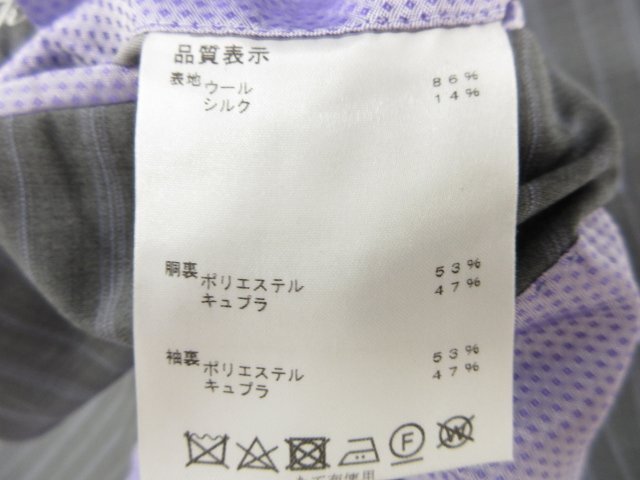 品質表示
表地 ウール 86%
シルク 14%
胴裏 ポリエステル 53%
キュプラ 47%
袖裏 ポリエステル 53%
キュプラ 47%
F W